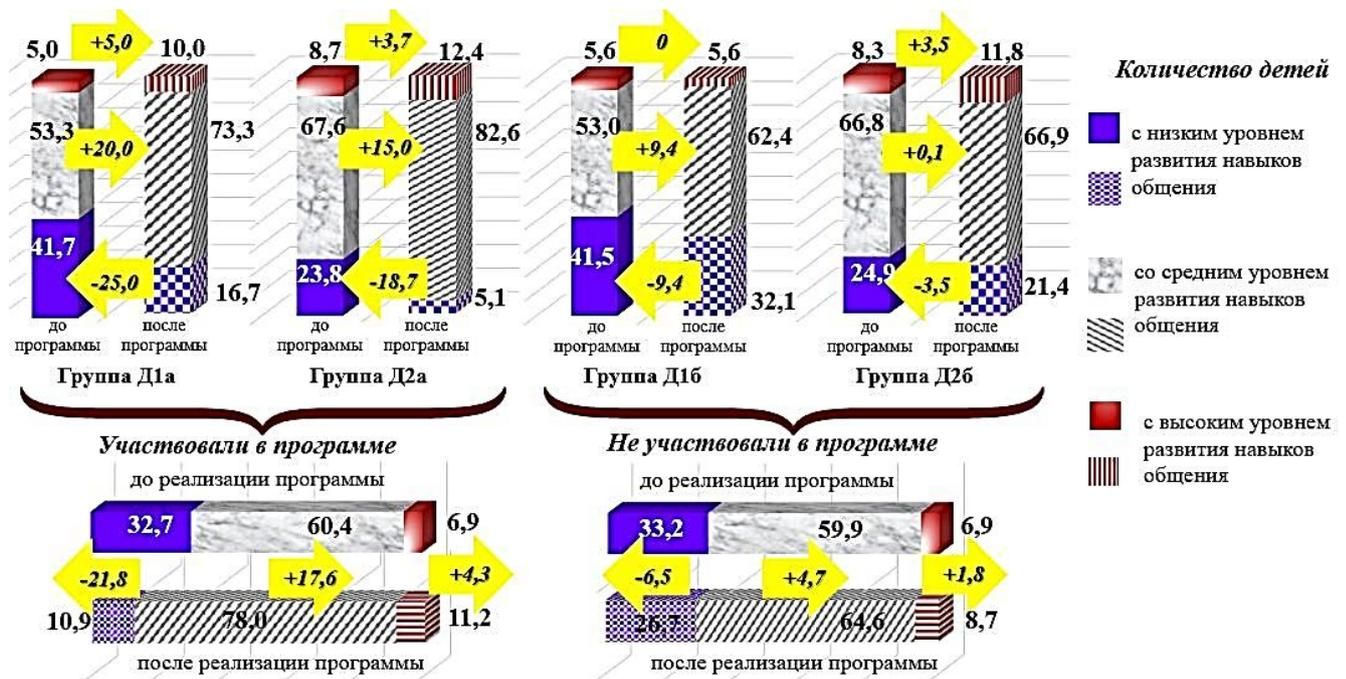 5,0 +5,0 10,0
53,3 +20,0 73,3
41,7 -25,0 16,7
до программы
после программы
Группа Д1а
8,7 +3,7 12,4
67,6 +15,0 82,6
23,8 -18,7 5,1
до программы
после программы
Группа Д2а
5,6 0 5,6
53,0 +9,4 62,4
41,5 -9,4 32,1
до программы
после программы
Группа Д1б
8,3 +3,5 11,8
66,8 +0,1 66,9
24,9 -3,5 21,4
до программы
после программы
Группа Д2б
Участвовали в программе
до реализации программы
32,7 60,4 6,9
-21,8 +17,6 +4,3
10,9 78,0 11,2
после реализации программы
Не участвовали в программе
до реализации программы
33,2 59,9 6,9
-6,5 +4,7 +1,8
26,7 64,6 8,7
после реализации программы
Количество детей
с низким уровнем
развития навыков
общения
со средним уровнем
развития навыков
общения
с высоким уровнем
развития навыков
общения